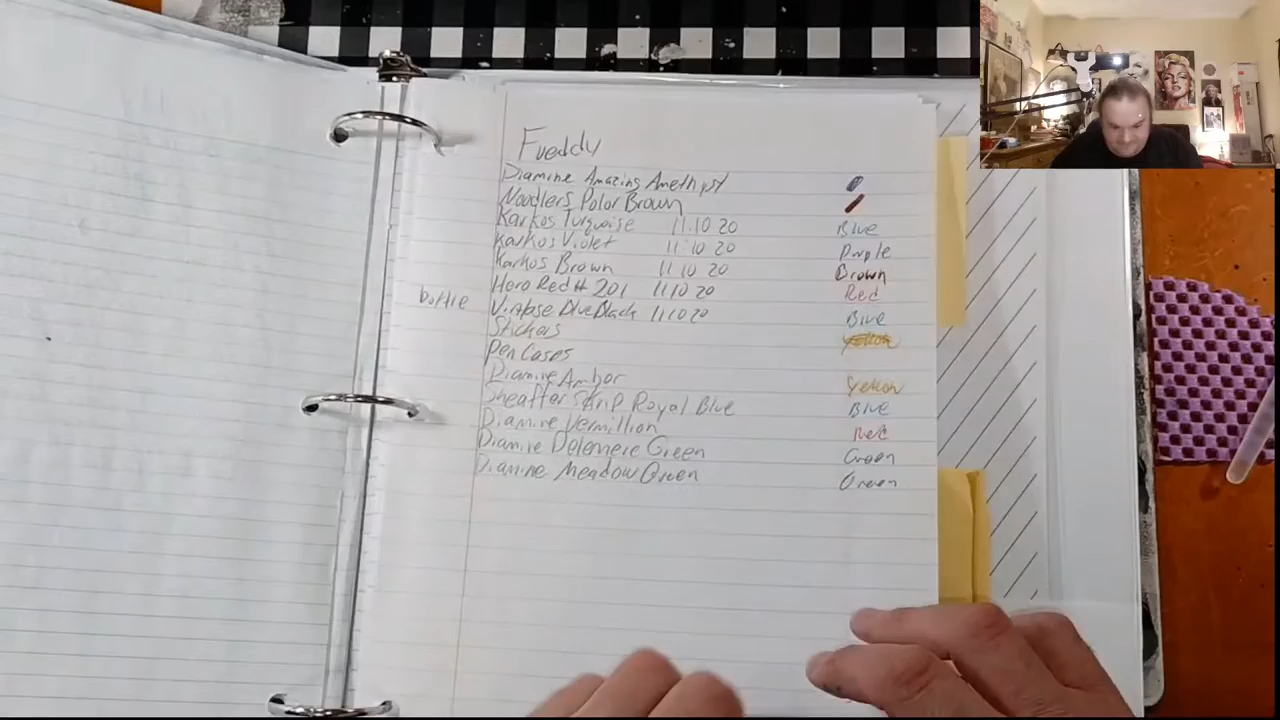 Freddy
Diamine Amazing Amethyst
Noodlers Polor Brown
Karkos Turquoise 11.10 20 Blue
Karkos Violet 11 10 20 Purple
Karkos Brown 11 10 20 Brown
Hero Red # 201 11 10 20 Red
bottle Blue Black 11 10 20 Blue
Stickers Yellow
Pen Cases
Diamine Amber Yellow
Sheaffer Skrip Royal Blue Blue
Diamine Vermillion Red
Diamine Delemere Green Green
Diamine Meadow Green Green